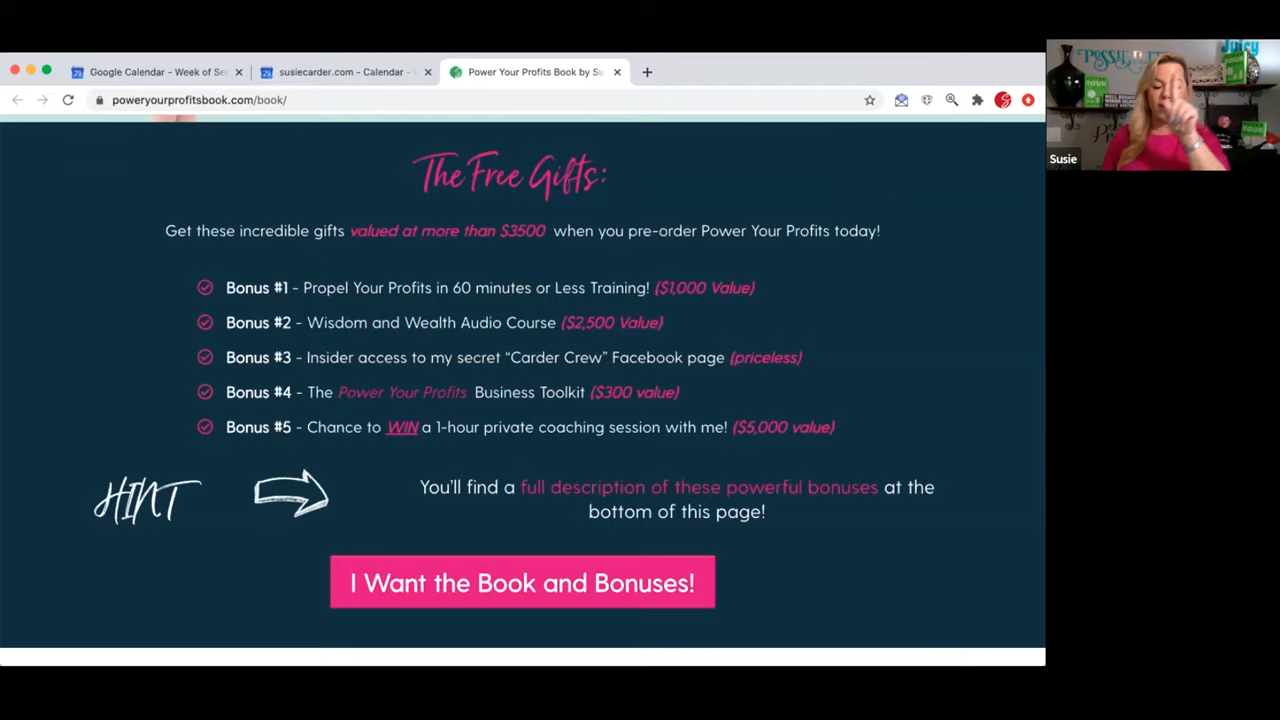 Google Calendar - Week of Se
susiecarder.com - Calendar -
Power Your Profits Book by Su
poweryourprofitsbook.com/book/
The Free Gifts:
Get these incredible gifts valued at more than $3500 when you pre-order Power Your Profits today!
Bonus #1 - Propel Your Profits in 60 minutes or Less Training! ($1,000 Value)
Bonus #2 - Wisdom and Wealth Audio Course ($2,500 Value)
Bonus #3 - Insider access to my secret “Carder Crew” Facebook page (priceless)
Bonus #4 - The Power Your Profits Business Toolkit ($300 value)
Bonus #5 - Chance to WIN a 1-hour private coaching session with me! ($5,000 value)
HINT
You’ll find a full description of these powerful bonuses at the
bottom of this page!
I Want the Book and Bonuses!
Juicy
Susie